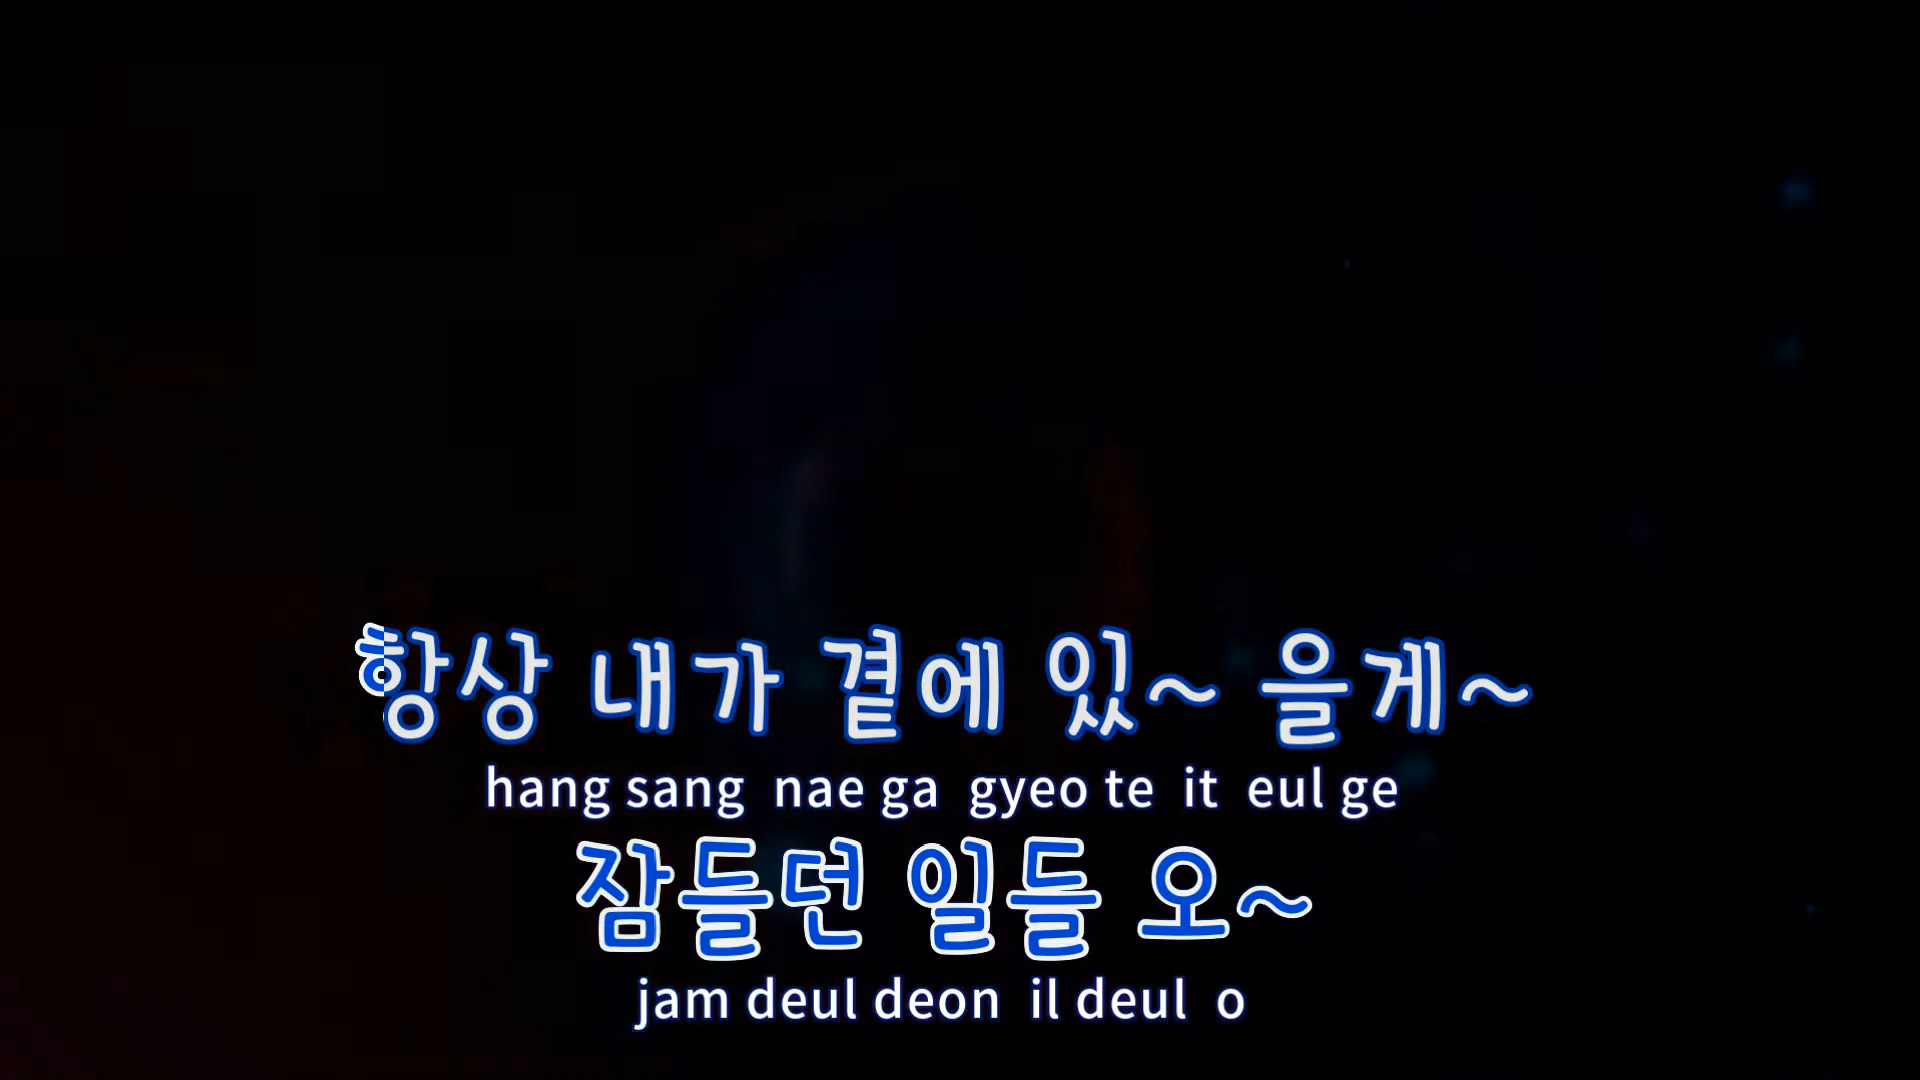 항상 내가 곁에 있~ 을게~
hang sang nae ga gyeo te it eul ge
잠들던 일들 오~
jam deul deon il deul o